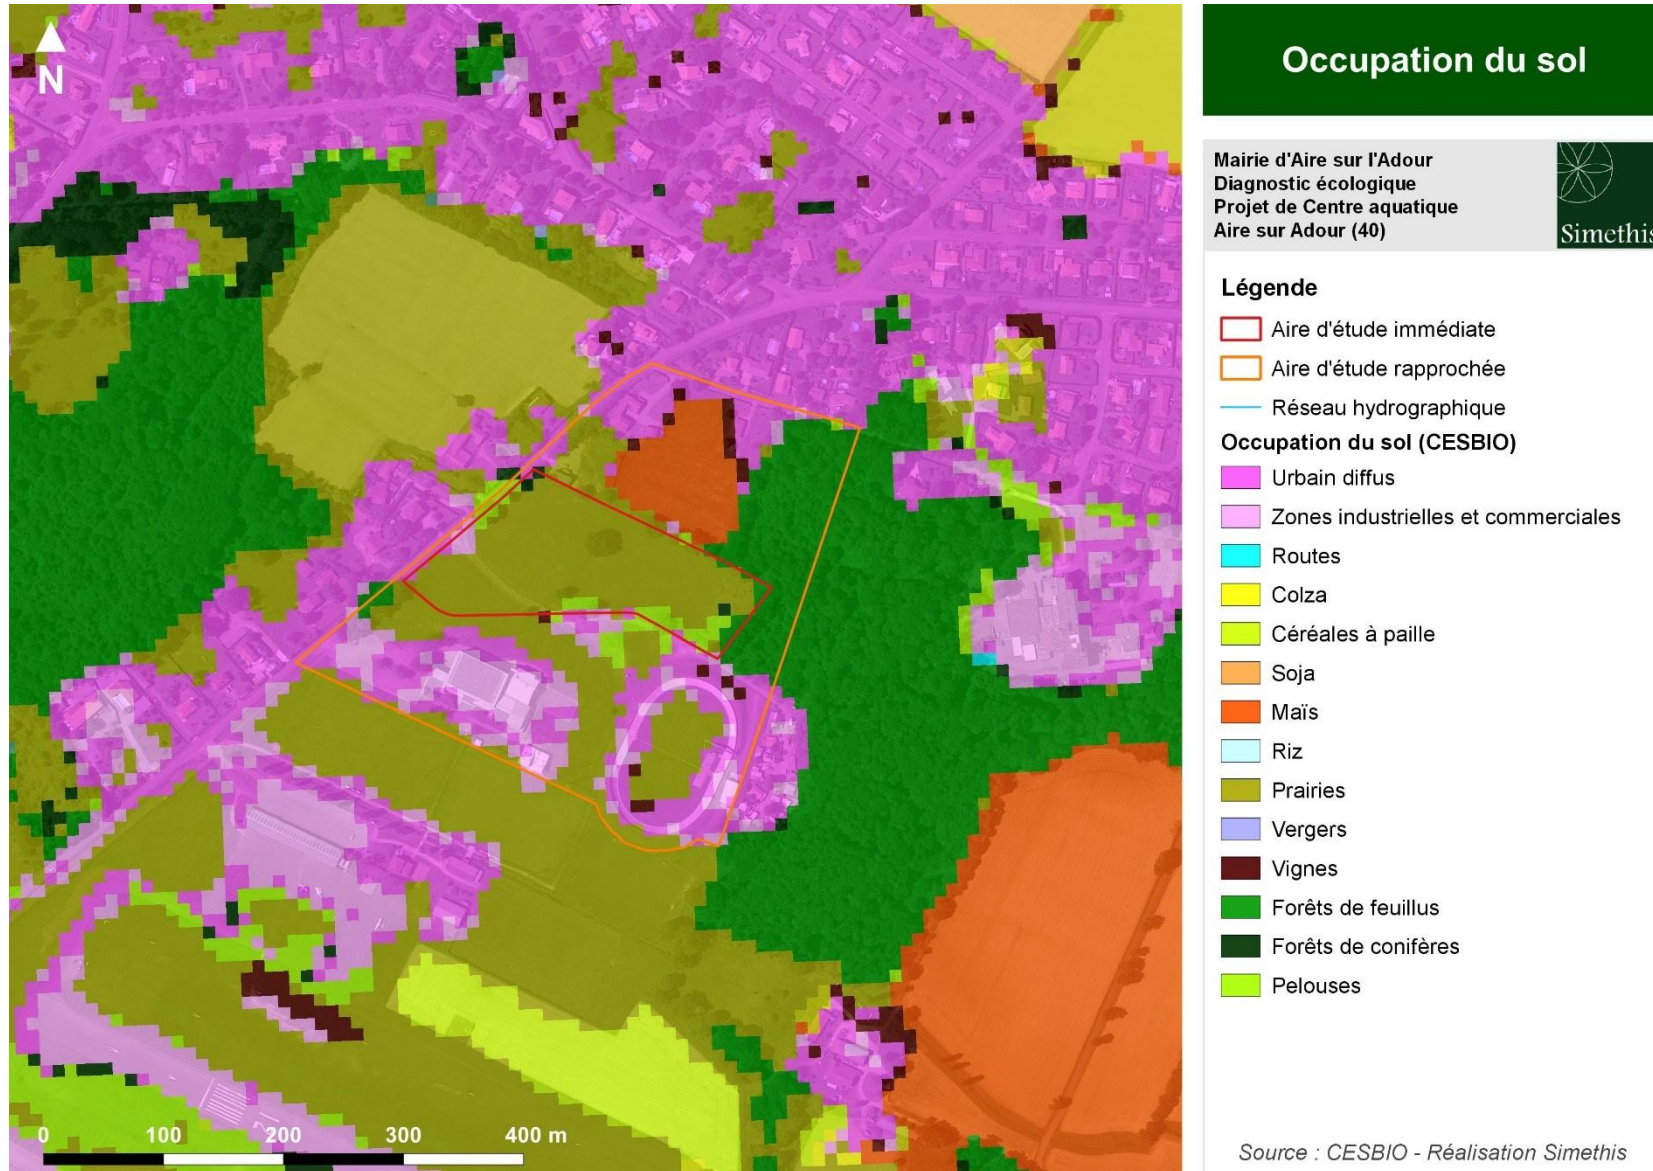 N
0 100 200 300 400 m
Occupation du sol
Mairie d'Aire sur l'Adour
Diagnostic écologique
Projet de Centre aquatique
Aire sur Adour (40)
Simethis
Légende
Aire d'étude immédiate
Aire d'étude rapprochée
Réseau hydrographique
Occupation du sol (CESBIO)
Urbain diffus
Zones industrielles et commerciales
Routes
Colza
Céréales à paille
Soja
Maïs
Riz
Prairies
Vergers
Vignes
Forêts de feuillus
Forêts de conifères
Pelouses
Source : CESBIO - Réalisation Simethis